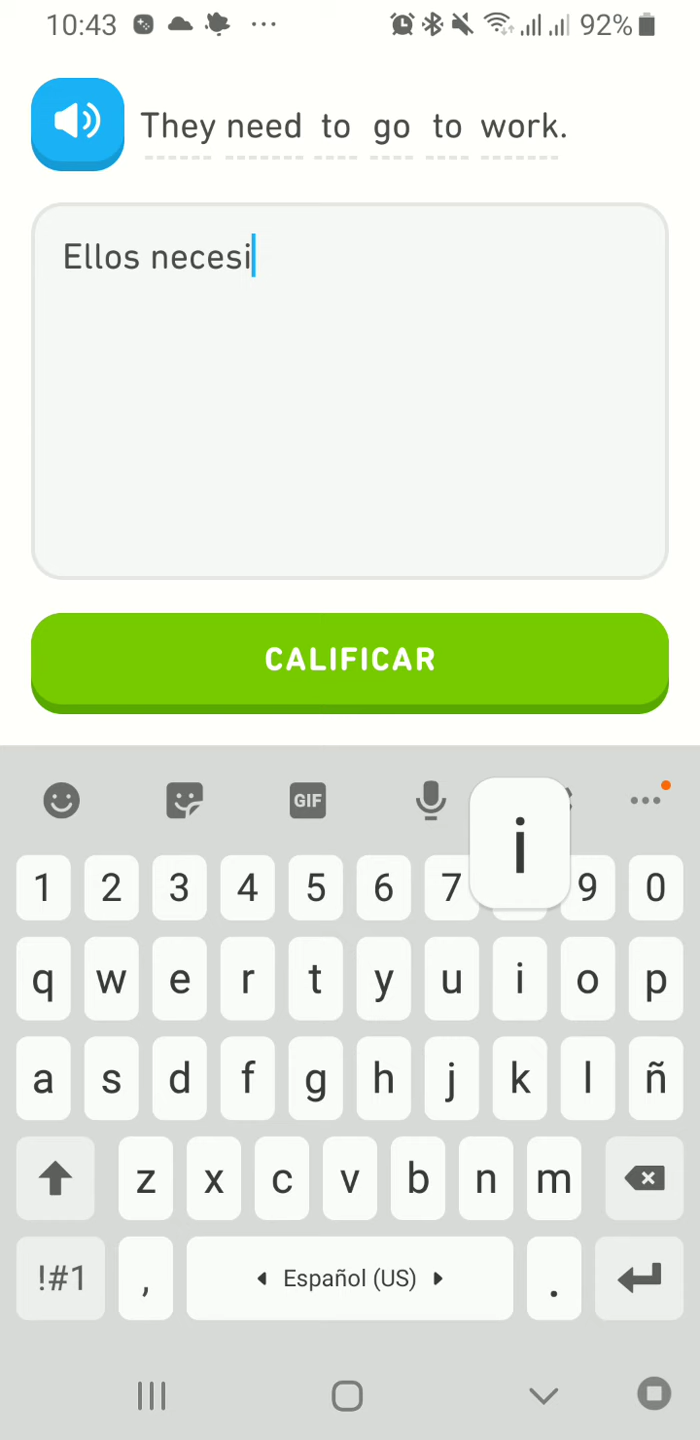 10:43 ... 92%
They need to go to work.
Ellos necesi
CALIFICAR
GIF
i
1 2 3 4 5 6 7 9 0
q w e r t y u i o p
a s d f g h j k l ñ
z x c v b n m
!#1 , Español (US) .